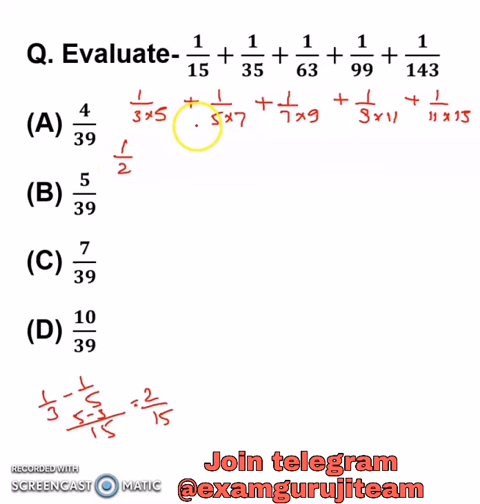 Q. Evaluate- 1/15 + 1/35 + 1/63 + 1/99 + 1/143
1/3×5 + 1/5×7 + 1/7×9 + 1/9×11 + 1/11×13
(A) 4/39
1/2
(B) 5/39
(C) 7/39
(D) 10/39
1/3 - 1/5
5-3/15 = 2/15
RECORDED WITH
SCREENCAST O MATIC
Join telegram
@examgurujiteam